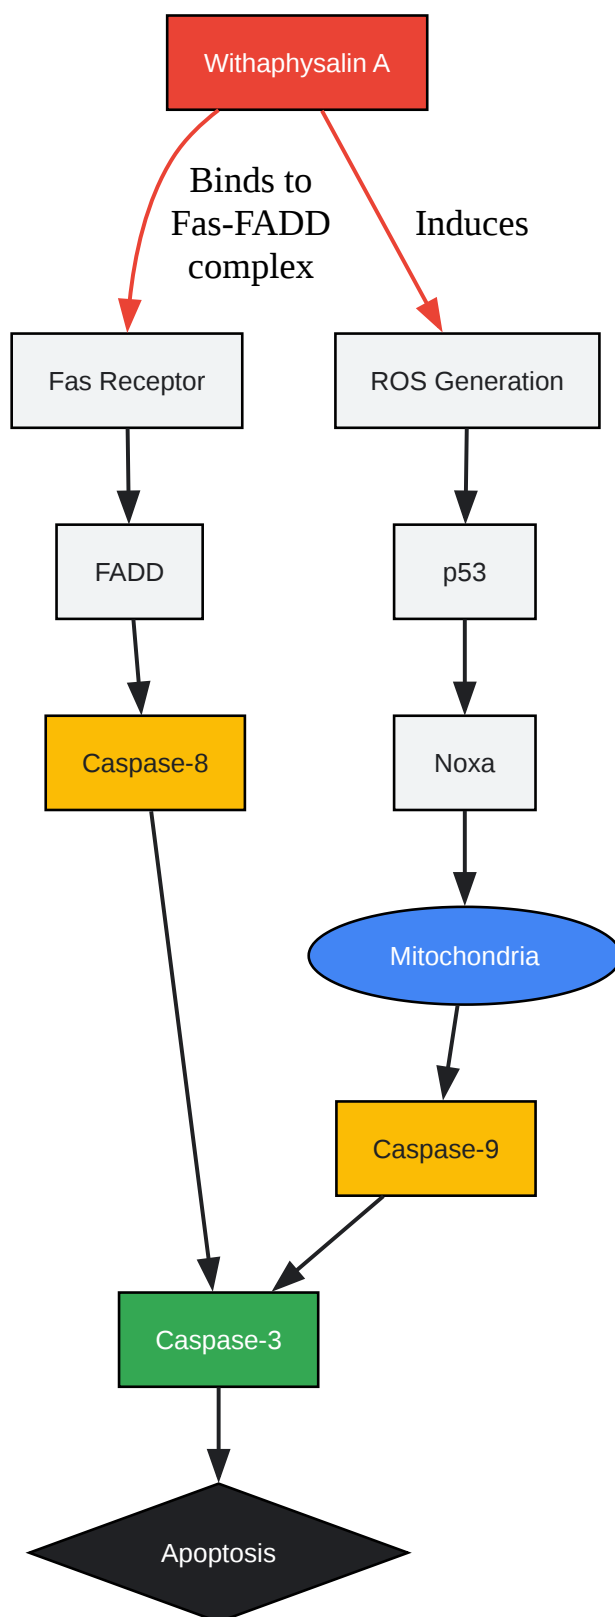 Withaphysalin A
Binds to
Fas-FADD
complex
Induces
Fas Receptor
ROS Generation
FADD
p53
Caspase-8
Noxa
Mitochondria
Caspase-9
Caspase-3
Apoptosis